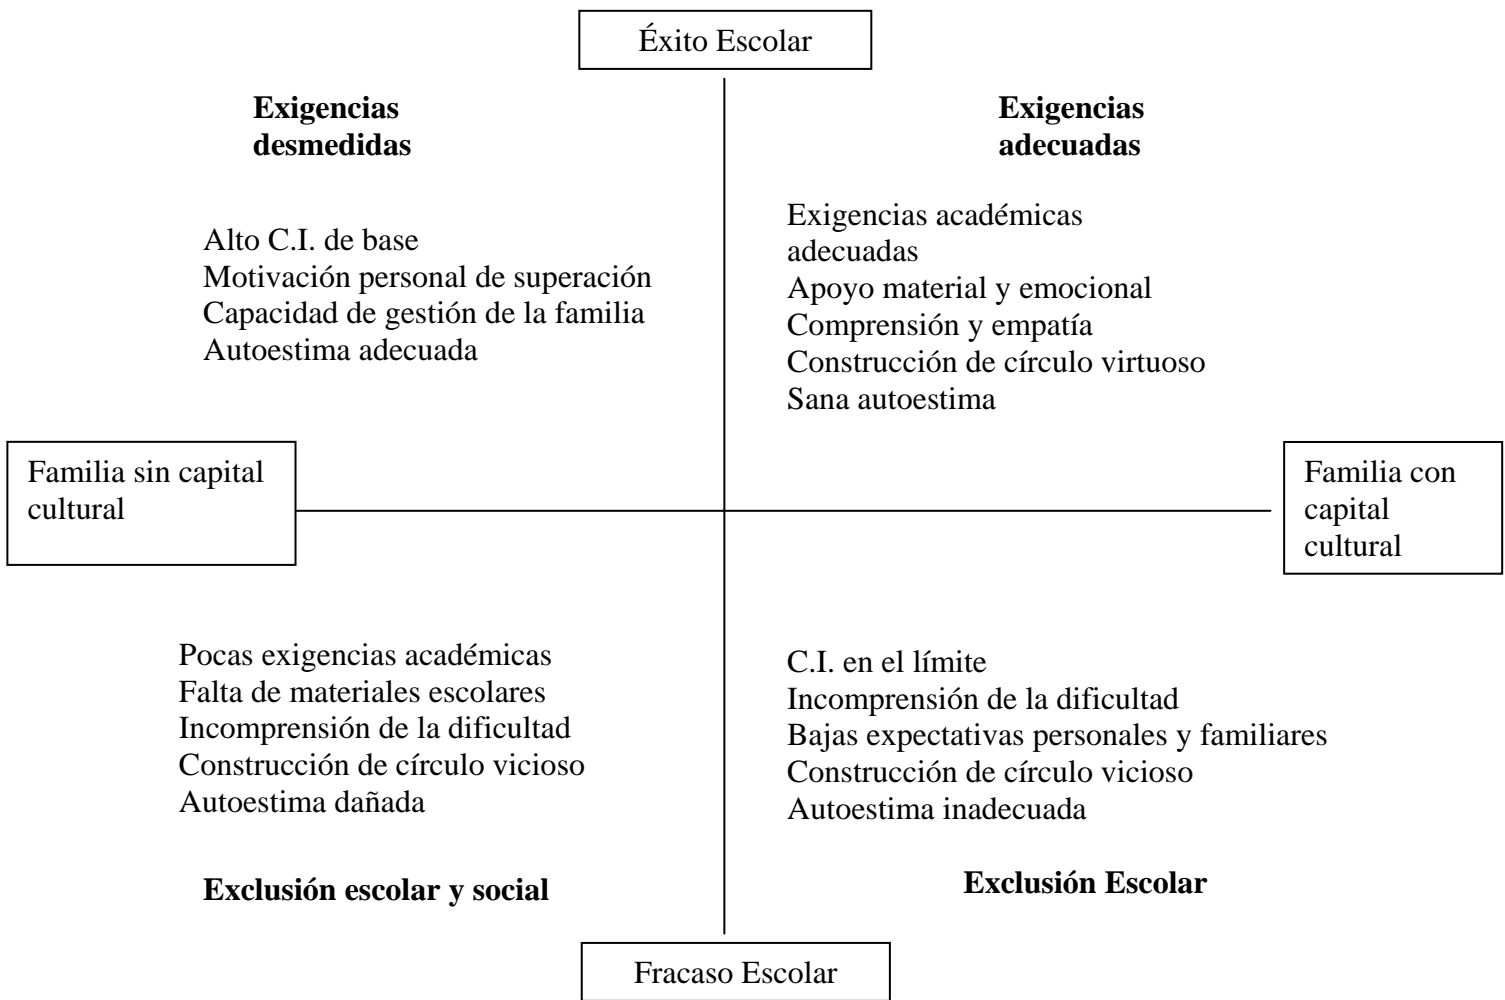 Éxito Escolar
Exigencias
desmedidas
Exigencias
adecuadas
Alto C.I. de base
Motivación personal de superación
Capacidad de gestión de la familia
Autoestima adecuada
Exigencias académicas
adecuadas
Apoyo material y emocional
Comprensión y empatía
Construcción de círculo virtuoso
Sana autoestima
Familia sin capital
cultural
Familia con
capital
cultural
Pocas exigencias académicas
Falta de materiales escolares
Incomprensión de la dificultad
Construcción de círculo vicioso
Autoestima dañada
C.I. en el límite
Incomprensión de la dificultad
Bajas expectativas personales y familiares
Construcción de círculo vicioso
Autoestima inadecuada
Exclusión escolar y social
Exclusión Escolar
Fracaso Escolar